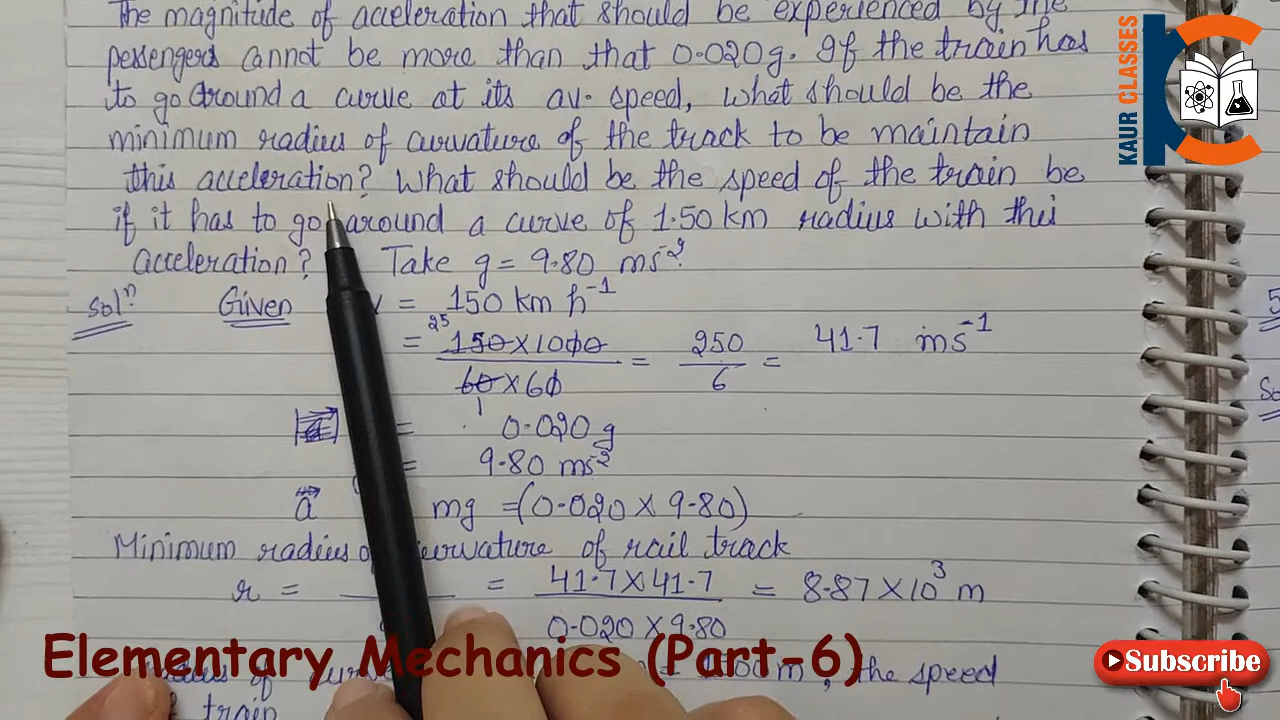 The magnitude of acceleration that should be experienced by the
pessengers cannot be more than that 0.020g. If the train has
to go around a curve at its av. speed, what should be the
minimum radius of curvature of the track to be maintain
this acceleration? What should be the speed of the train be
if it has to go around a curve of 1.50 km radius with this
acceleration? Take g = 9.80 ms⁻².
Solⁿ Given = 150 km h⁻¹
= 150×1000 / 60×60 = 250 / 6 = 41.7 ms⁻¹
25
1
= 0.020 g
= 9.80 ms⁻²
a⃗ mg = (0.020 × 9.80)
Minimum radius curvature of rail track
r = = 41.7×41.7 / 0.020×9.80 = 8.87×10³ m
of m, the speed
train
Elementary Mechanics (Part-6)
KAUR CLASSES
Subscribe